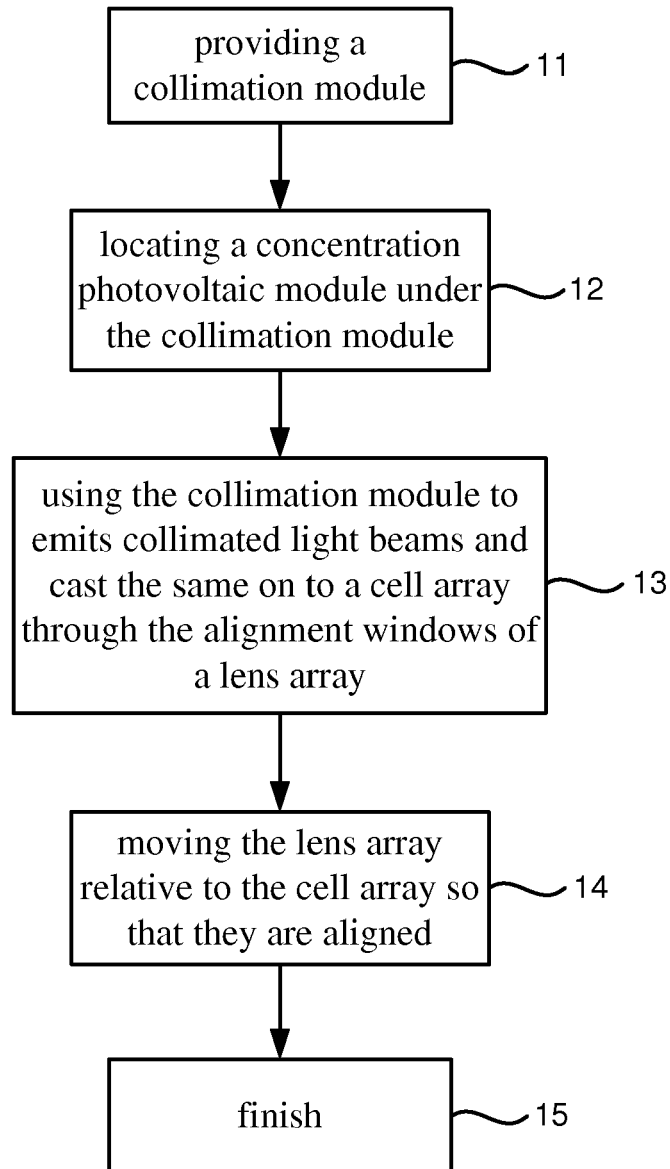 providing a
collimation module
11
locating a concentration
photovoltaic module under
the collimation module
12
using the collimation module to
emits collimated light beams and
cast the same on to a cell array
through the alignment windows of
a lens array
13
moving the lens array
relative to the cell array so
that they are aligned
14
finish
15